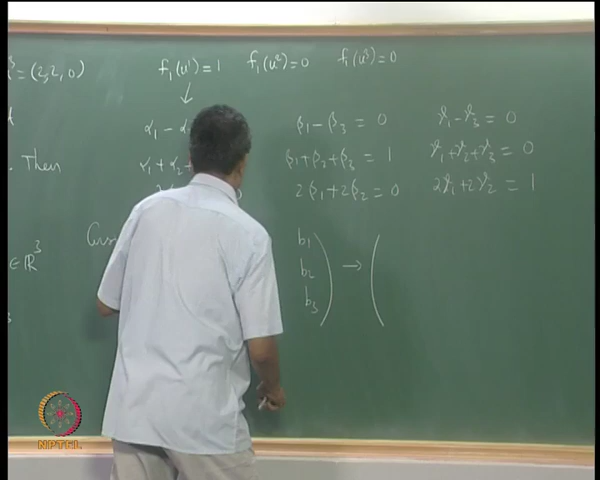 ³ = (2,2,0)
f₁(u¹) = 1   f₁(u²) = 0   f₁(u³) = 0
↓
α₁ −   β₁ − β₃ = 0   γ₁ − γ₃ = 0
. Then
α₁ + α₂ +   β₁ + β₂ + β₃ = 1   γ₁ + γ₂ + γ₃ = 0
2β₁ + 2β₂ = 0   2γ₁ + 2γ₂ = 1
∈ ℝ³
b₁
b₂ ) → (
b₃
NPTEL